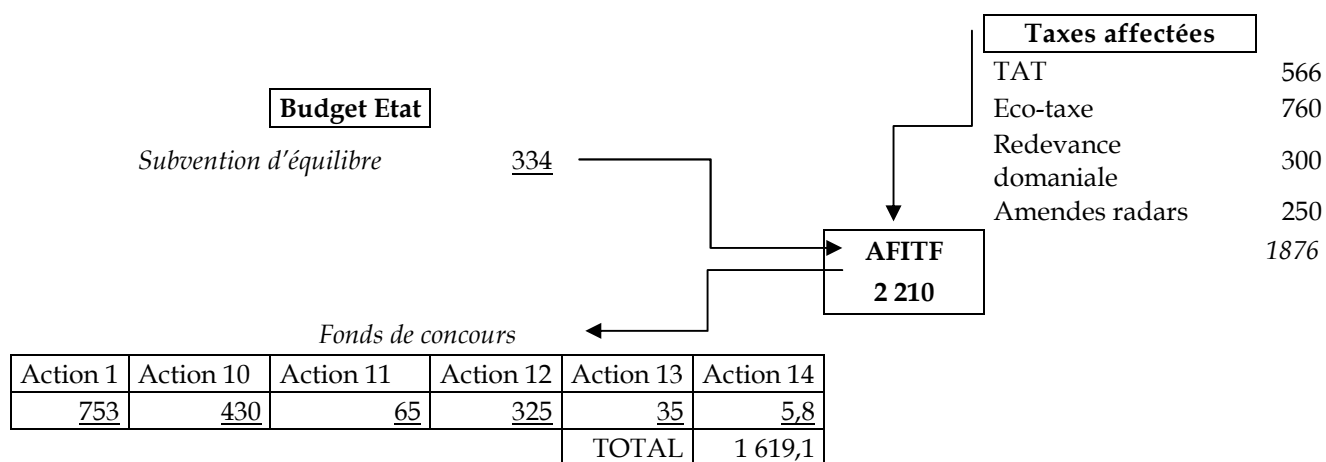 Taxes affectées
TAT 566
Eco-taxe 760
Redevance domaniale 300
Amendes radars 250
1876
Budget Etat
Subvention d'équilibre 334
AFITF
2 210
Fonds de concours
Action 1 Action 10 Action 11 Action 12 Action 13 Action 14
753 430 65 325 35 5,8
TOTAL 1 619,1